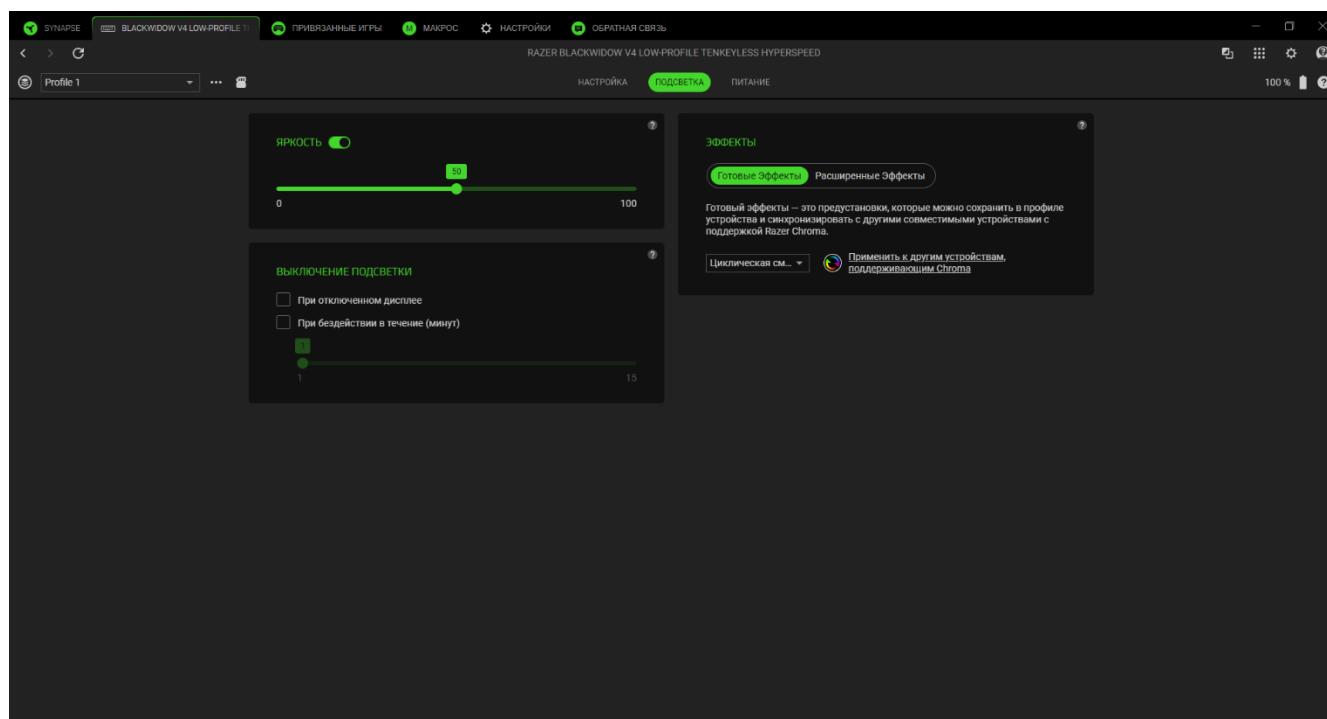 SYNAPSE
BLACKWIDOW V4 LOW-PROFILE T
ПРИВЯЗАННЫЕ ИГРЫ
M МАКРОС
НАСТРОЙКИ
ОБРАТНАЯ СВЯЗЬ
RAZER BLACKWIDOW V4 LOW-PROFILE TENKEYLESS HYPERSPEED
Profile 1
НАСТРОЙКА
ПОДСВЕТКА
ПИТАНИЕ
100 %
ЯРКОСТЬ
50
0
100
ВЫКЛЮЧЕНИЕ ПОДСВЕТКИ
При отключенном дисплее
При бездействии в течение (минут)
1
1
15
ЭФФЕКТЫ
Готовые Эффекты
Расширенные Эффекты
Готовый эффекты — это предустановки, которые можно сохранить в профиле
устройства и синхронизировать с другими совместимыми устройствами с
поддержкой Razer Chroma.
Циклическая см...
Применить к другим устройствам,
поддерживающим Chroma